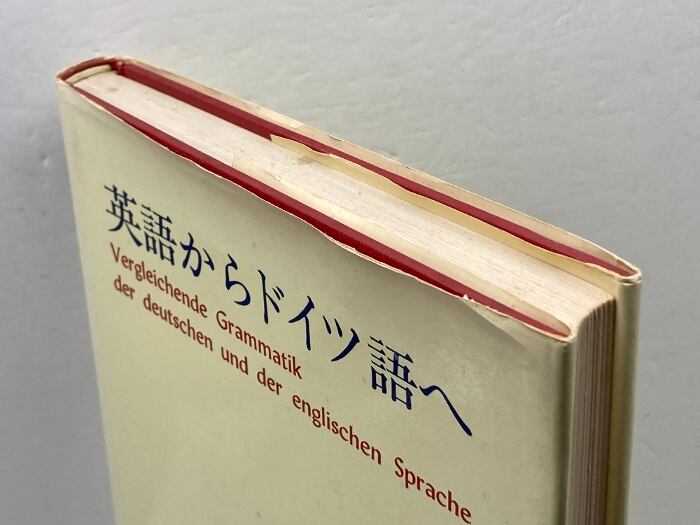 英語からドイツ語へ
Vergleichende Grammatik
der deutschen und der englischen Sprache